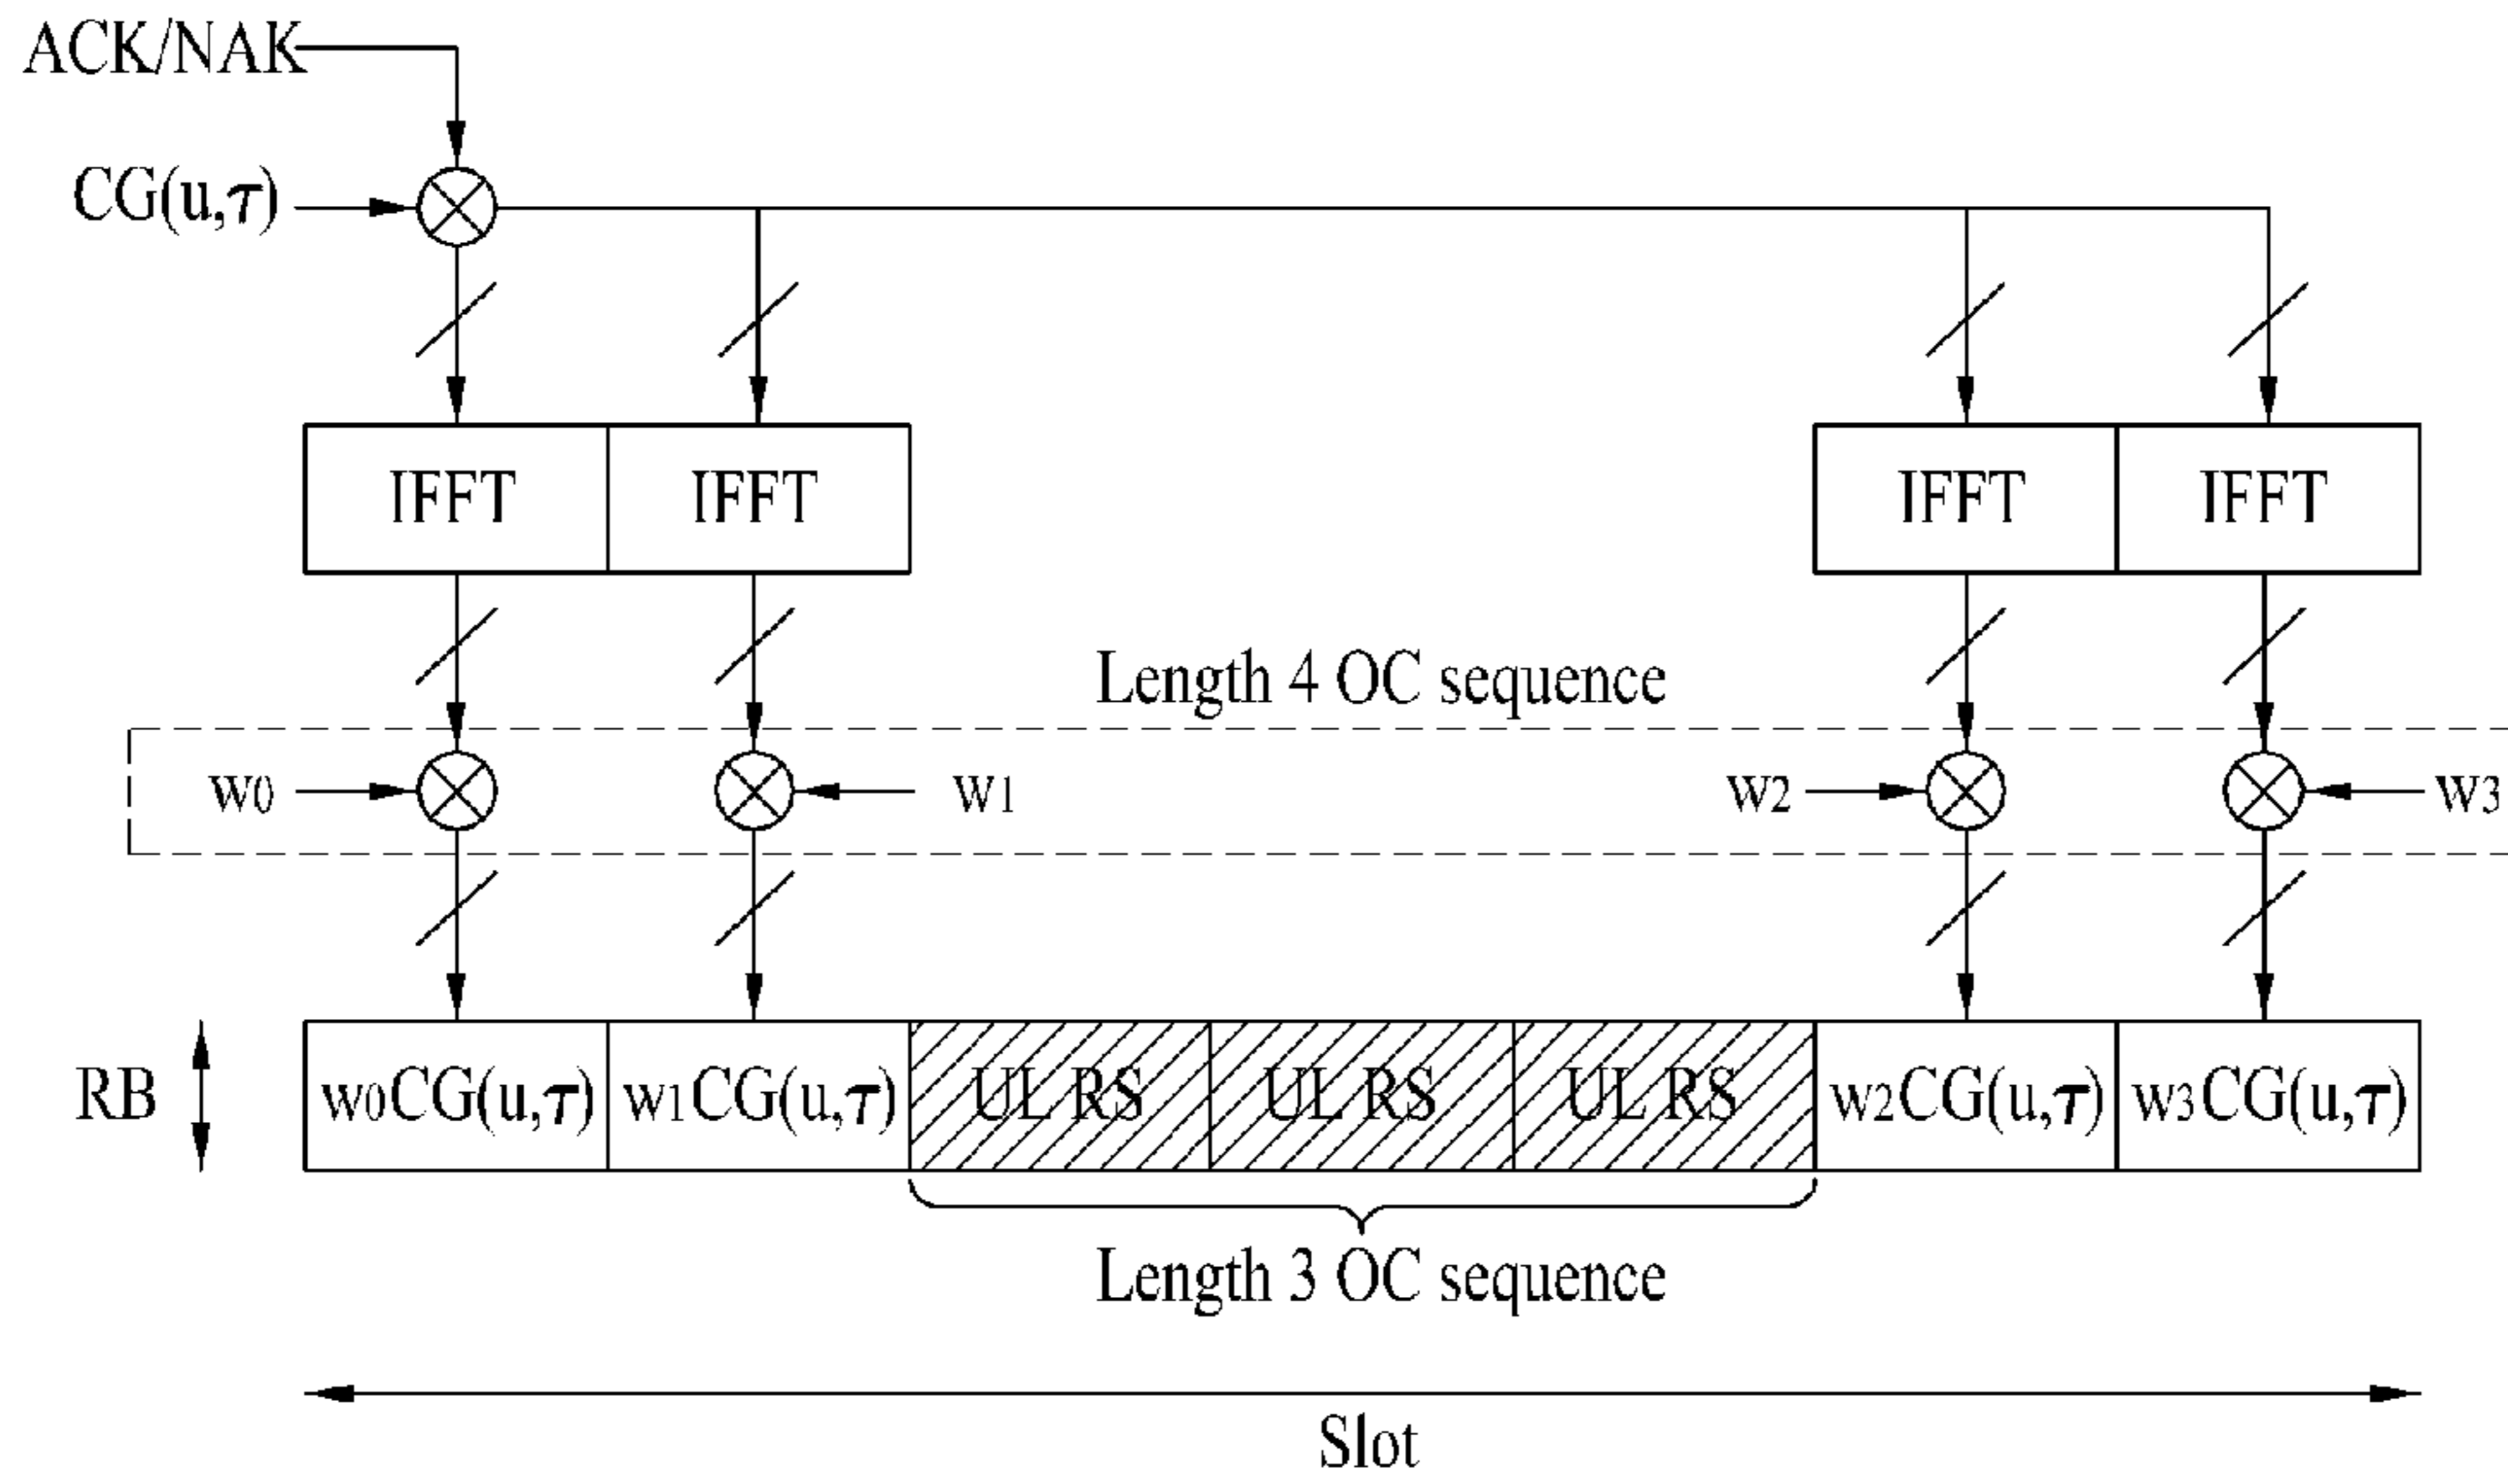 ACK/NAK
CG(u,τ)
IFFT IFFT IFFT IFFT
Length 4 OC sequence
w0 w1 w2 w3
RB w0CG(u,τ) w1CG(u,τ) UL RS UL RS UL RS w2CG(u,τ) w3CG(u,τ)
Length 3 OC sequence
Slot